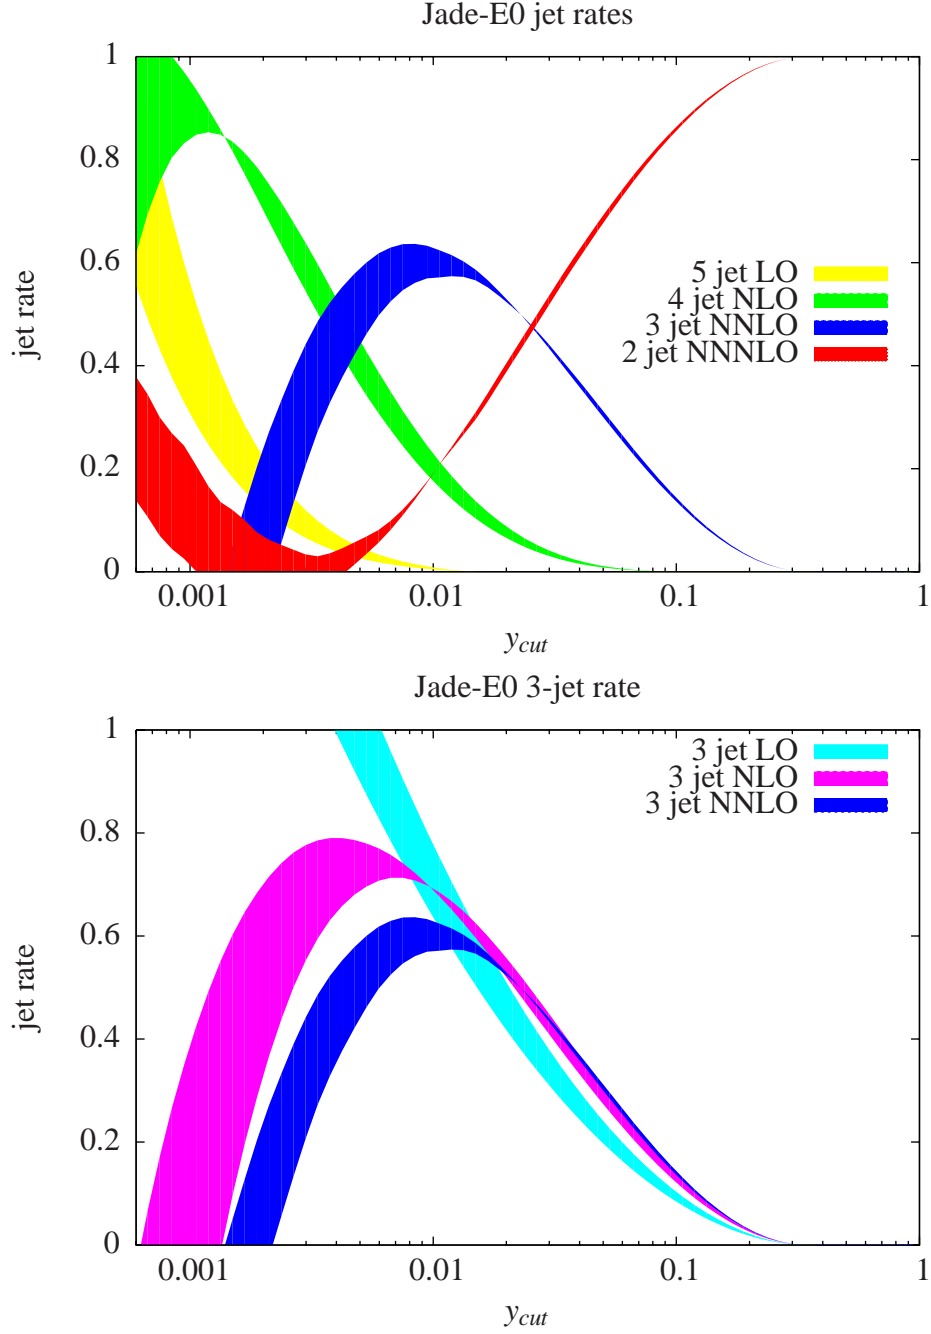 Jade-E0 jet rates
1
0.8
0.6
0.4
0.2
0
jet rate
5 jet LO
4 jet NLO
3 jet NNLO
2 jet NNNLO
0.001 0.01 0.1 1
y_cut
Jade-E0 3-jet rate
1
0.8
0.6
0.4
0.2
0
jet rate
3 jet LO
3 jet NLO
3 jet NNLO
0.001 0.01 0.1 1
y_cut